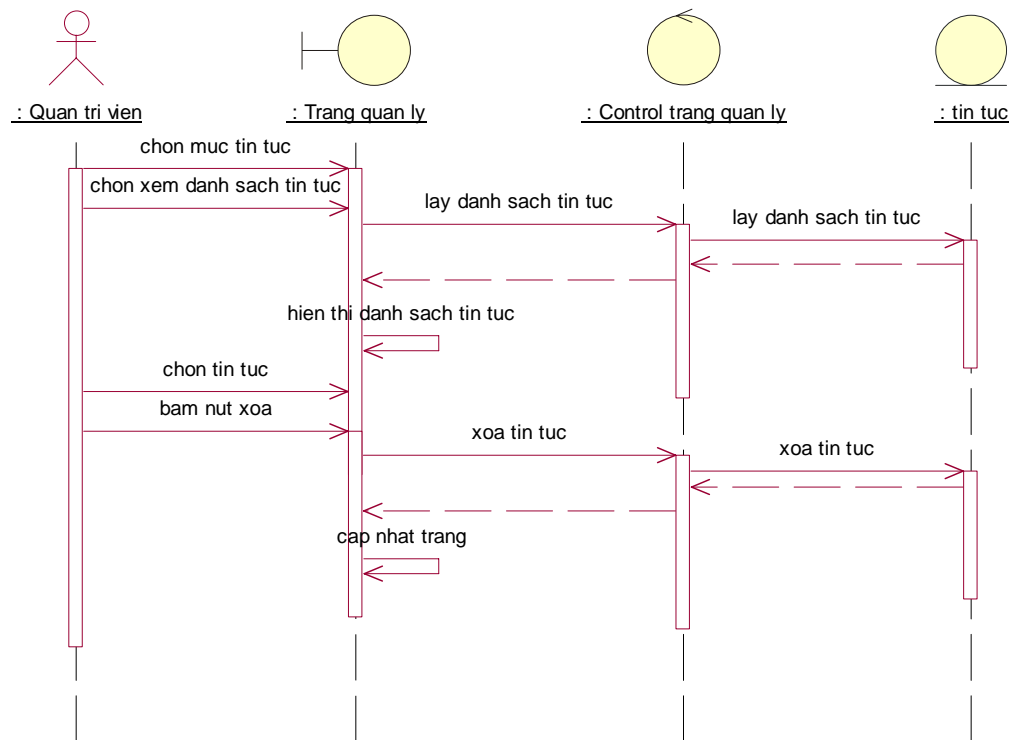 : Quan tri vien
: Trang quan ly
: Control trang quan ly
: tin tuc
chon muc tin tuc
chon xem danh sach tin tuc
lay danh sach tin tuc
lay danh sach tin tuc
hien thi danh sach tin tuc
chon tin tuc
bam nut xoa
xoa tin tuc
xoa tin tuc
cap nhat trang